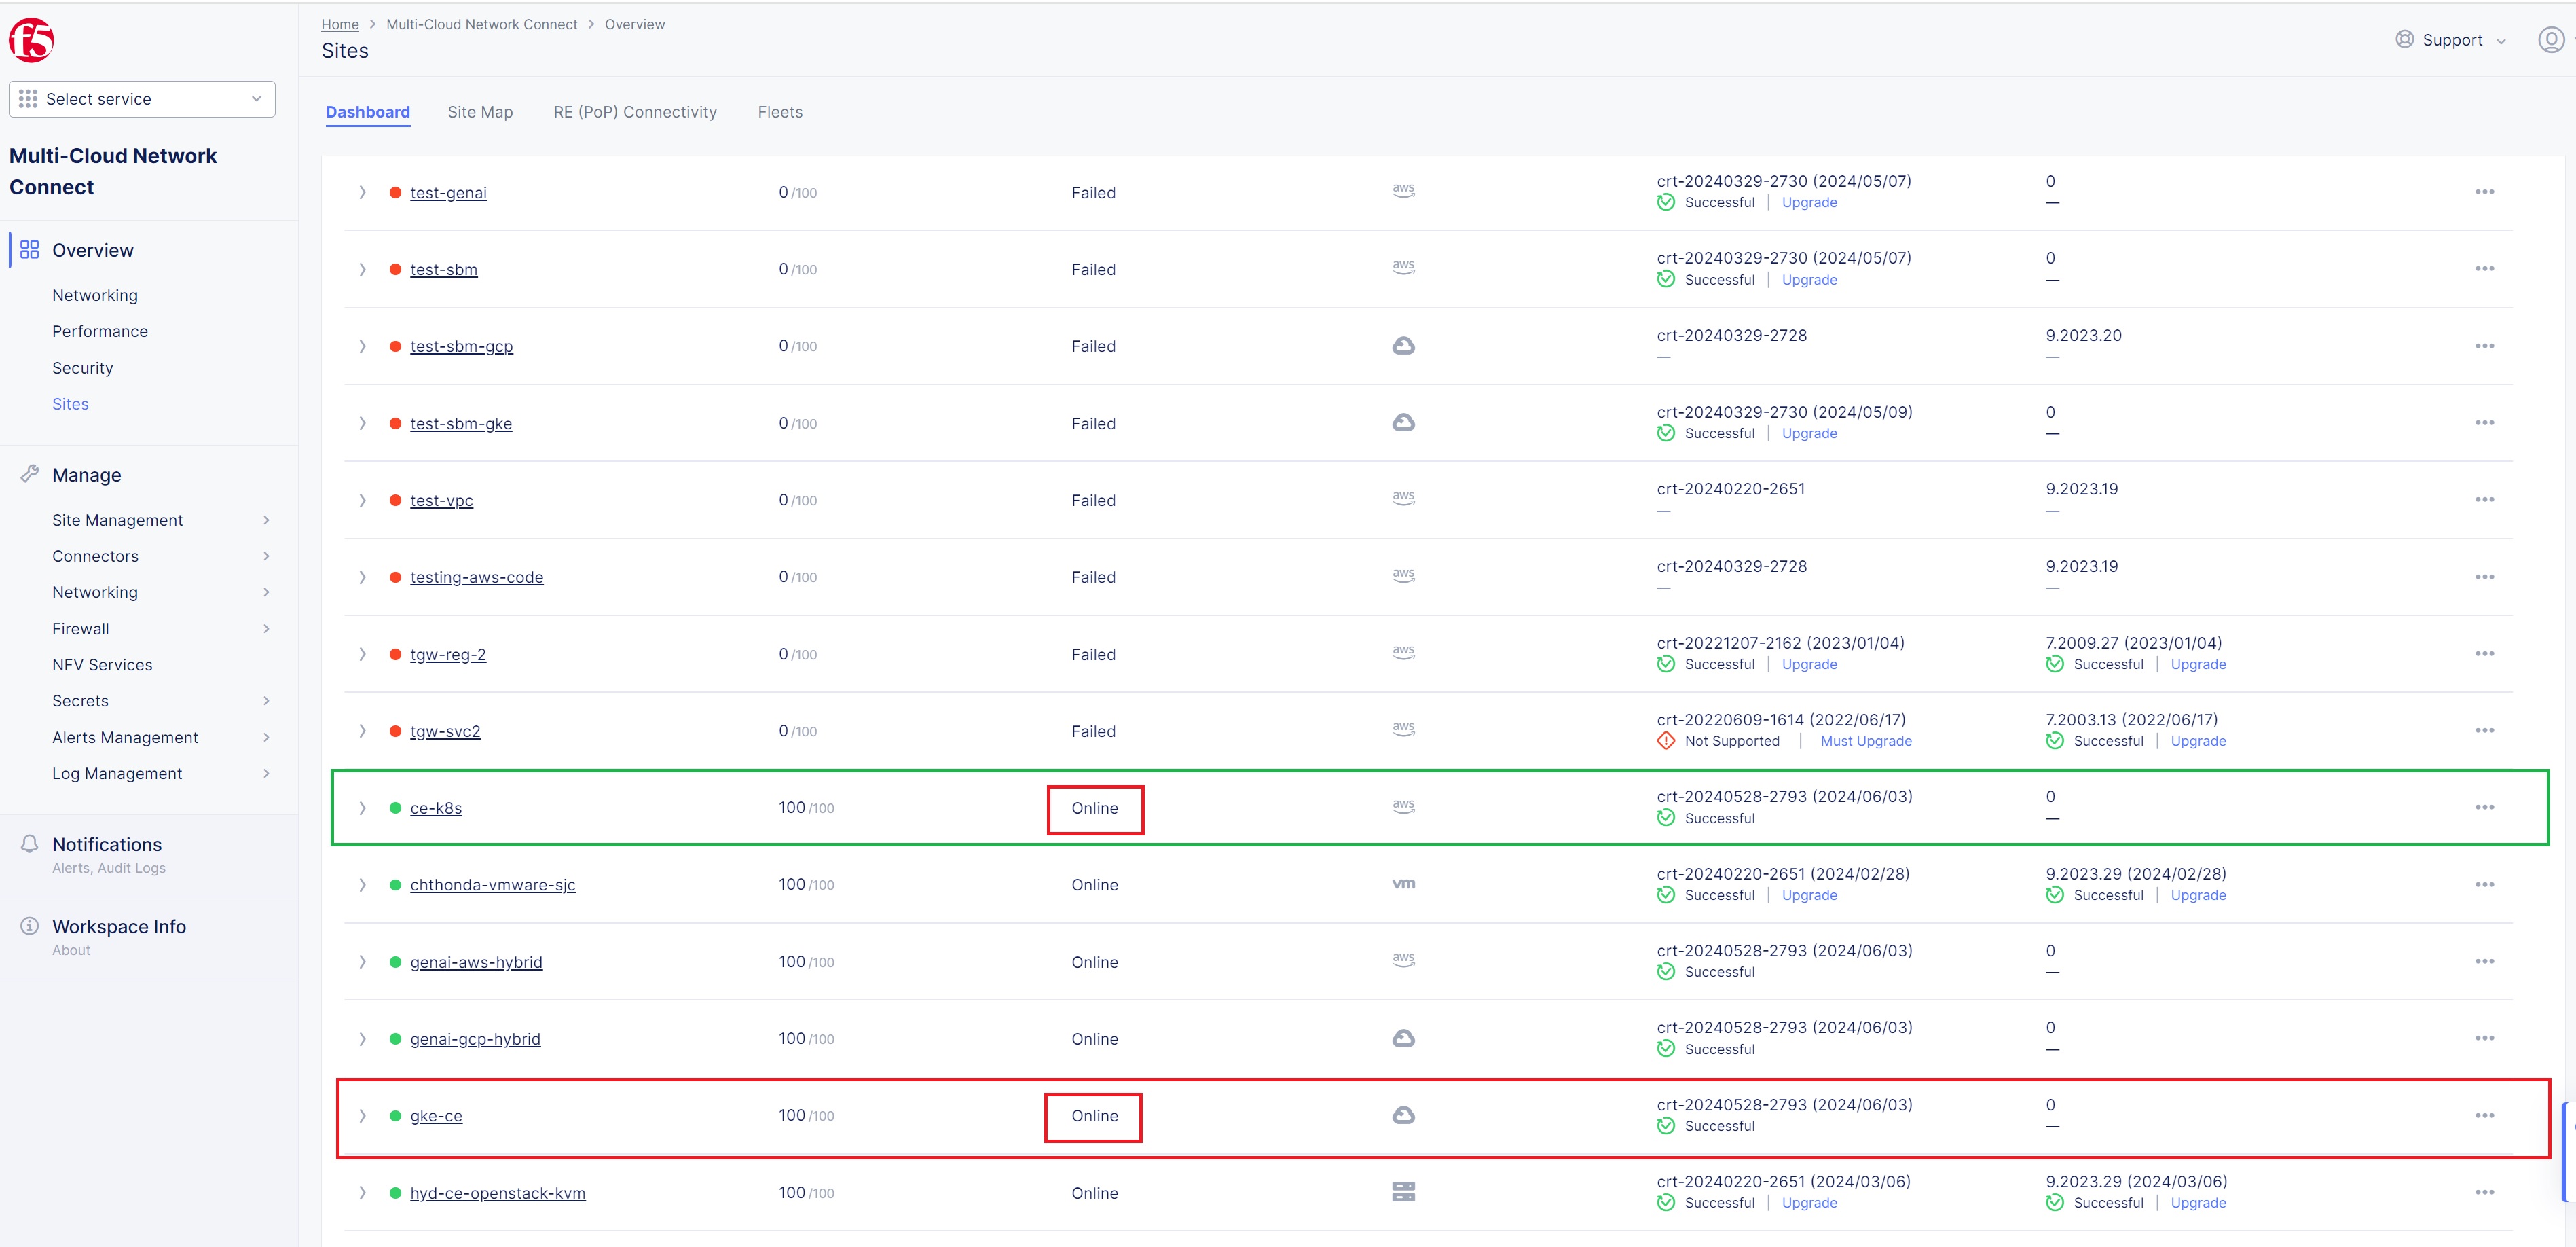 f5
Home > Multi-Cloud Network Connect > Overview
Sites
Support
Select service
Multi-Cloud Network
Connect
Overview
Networking
Performance
Security
Sites
Manage
Site Management
Connectors
Networking
Firewall
NFV Services
Secrets
Alerts Management
Log Management
Notifications
Alerts, Audit Logs
Workspace Info
About
Dashboard Site Map RE (PoP) Connectivity Fleets
test-genai 0 /100 Failed aws crt-20240329-2730 (2024/05/07) 0
Successful | Upgrade —
test-sbm 0 /100 Failed aws crt-20240329-2730 (2024/05/07) 0
Successful | Upgrade —
test-sbm-gcp 0 /100 Failed crt-20240329-2728 9.2023.20
— —
test-sbm-gke 0 /100 Failed crt-20240329-2730 (2024/05/09) 0
Successful | Upgrade —
test-vpc 0 /100 Failed aws crt-20240220-2651 9.2023.19
— —
testing-aws-code 0 /100 Failed aws crt-20240329-2728 9.2023.19
— —
tgw-reg-2 0 /100 Failed aws crt-20221207-2162 (2023/01/04) 7.2009.27 (2023/01/04)
Successful | Upgrade Successful | Upgrade
tgw-svc2 0 /100 Failed aws crt-20220609-1614 (2022/06/17) 7.2003.13 (2022/06/17)
Not Supported | Must Upgrade Successful | Upgrade
ce-k8s 100 /100 Online aws crt-20240528-2793 (2024/06/03) 0
Successful —
chthonda-vmware-sjc 100 /100 Online vm crt-20240220-2651 (2024/02/28) 9.2023.29 (2024/02/28)
Successful | Upgrade Successful | Upgrade
genai-aws-hybrid 100 /100 Online aws crt-20240528-2793 (2024/06/03) 0
Successful —
genai-gcp-hybrid 100 /100 Online crt-20240528-2793 (2024/06/03) 0
Successful —
gke-ce 100 /100 Online crt-20240528-2793 (2024/06/03) 0
Successful —
hyd-ce-openstack-kvm 100 /100 Online crt-20240220-2651 (2024/03/06) 9.2023.29 (2024/03/06)
Successful | Upgrade Successful | Upgrade